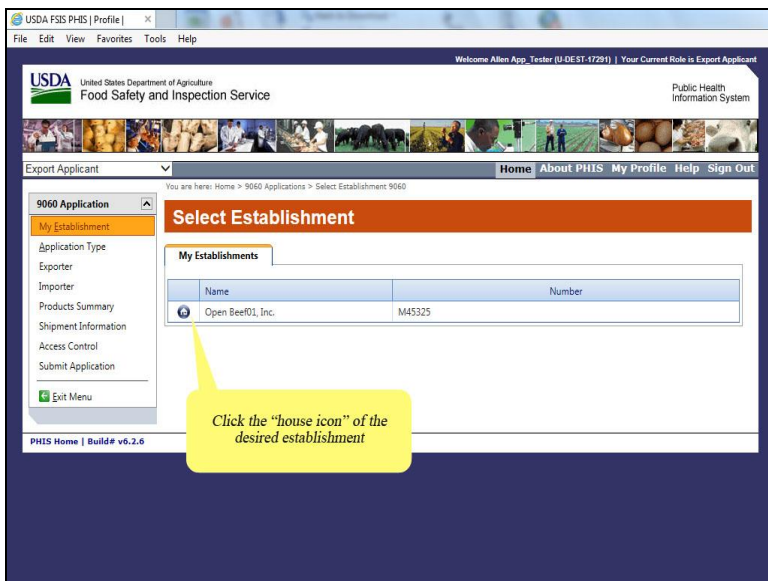 USDA FSIS PHIS | Profile |
File Edit View Favorites Tools Help
Welcome Allen App_Tester (U-DEST-17291) | Your Current Role is Export Applicant
USDA United States Department of Agriculture
Food Safety and Inspection Service
Public Health
Information System
Export Applicant
Home About PHIS My Profile Help Sign Out
You are here: Home > 9060 Applications > Select Establishment 9060
9060 Application
My Establishment
Application Type
Exporter
Importer
Products Summary
Shipment Information
Access Control
Submit Application
Exit Menu
Select Establishment
My Establishments
Name Number
Open Beef01, Inc. M45325
Click the “house icon” of the
desired establishment
PHIS Home | Build# v6.2.6